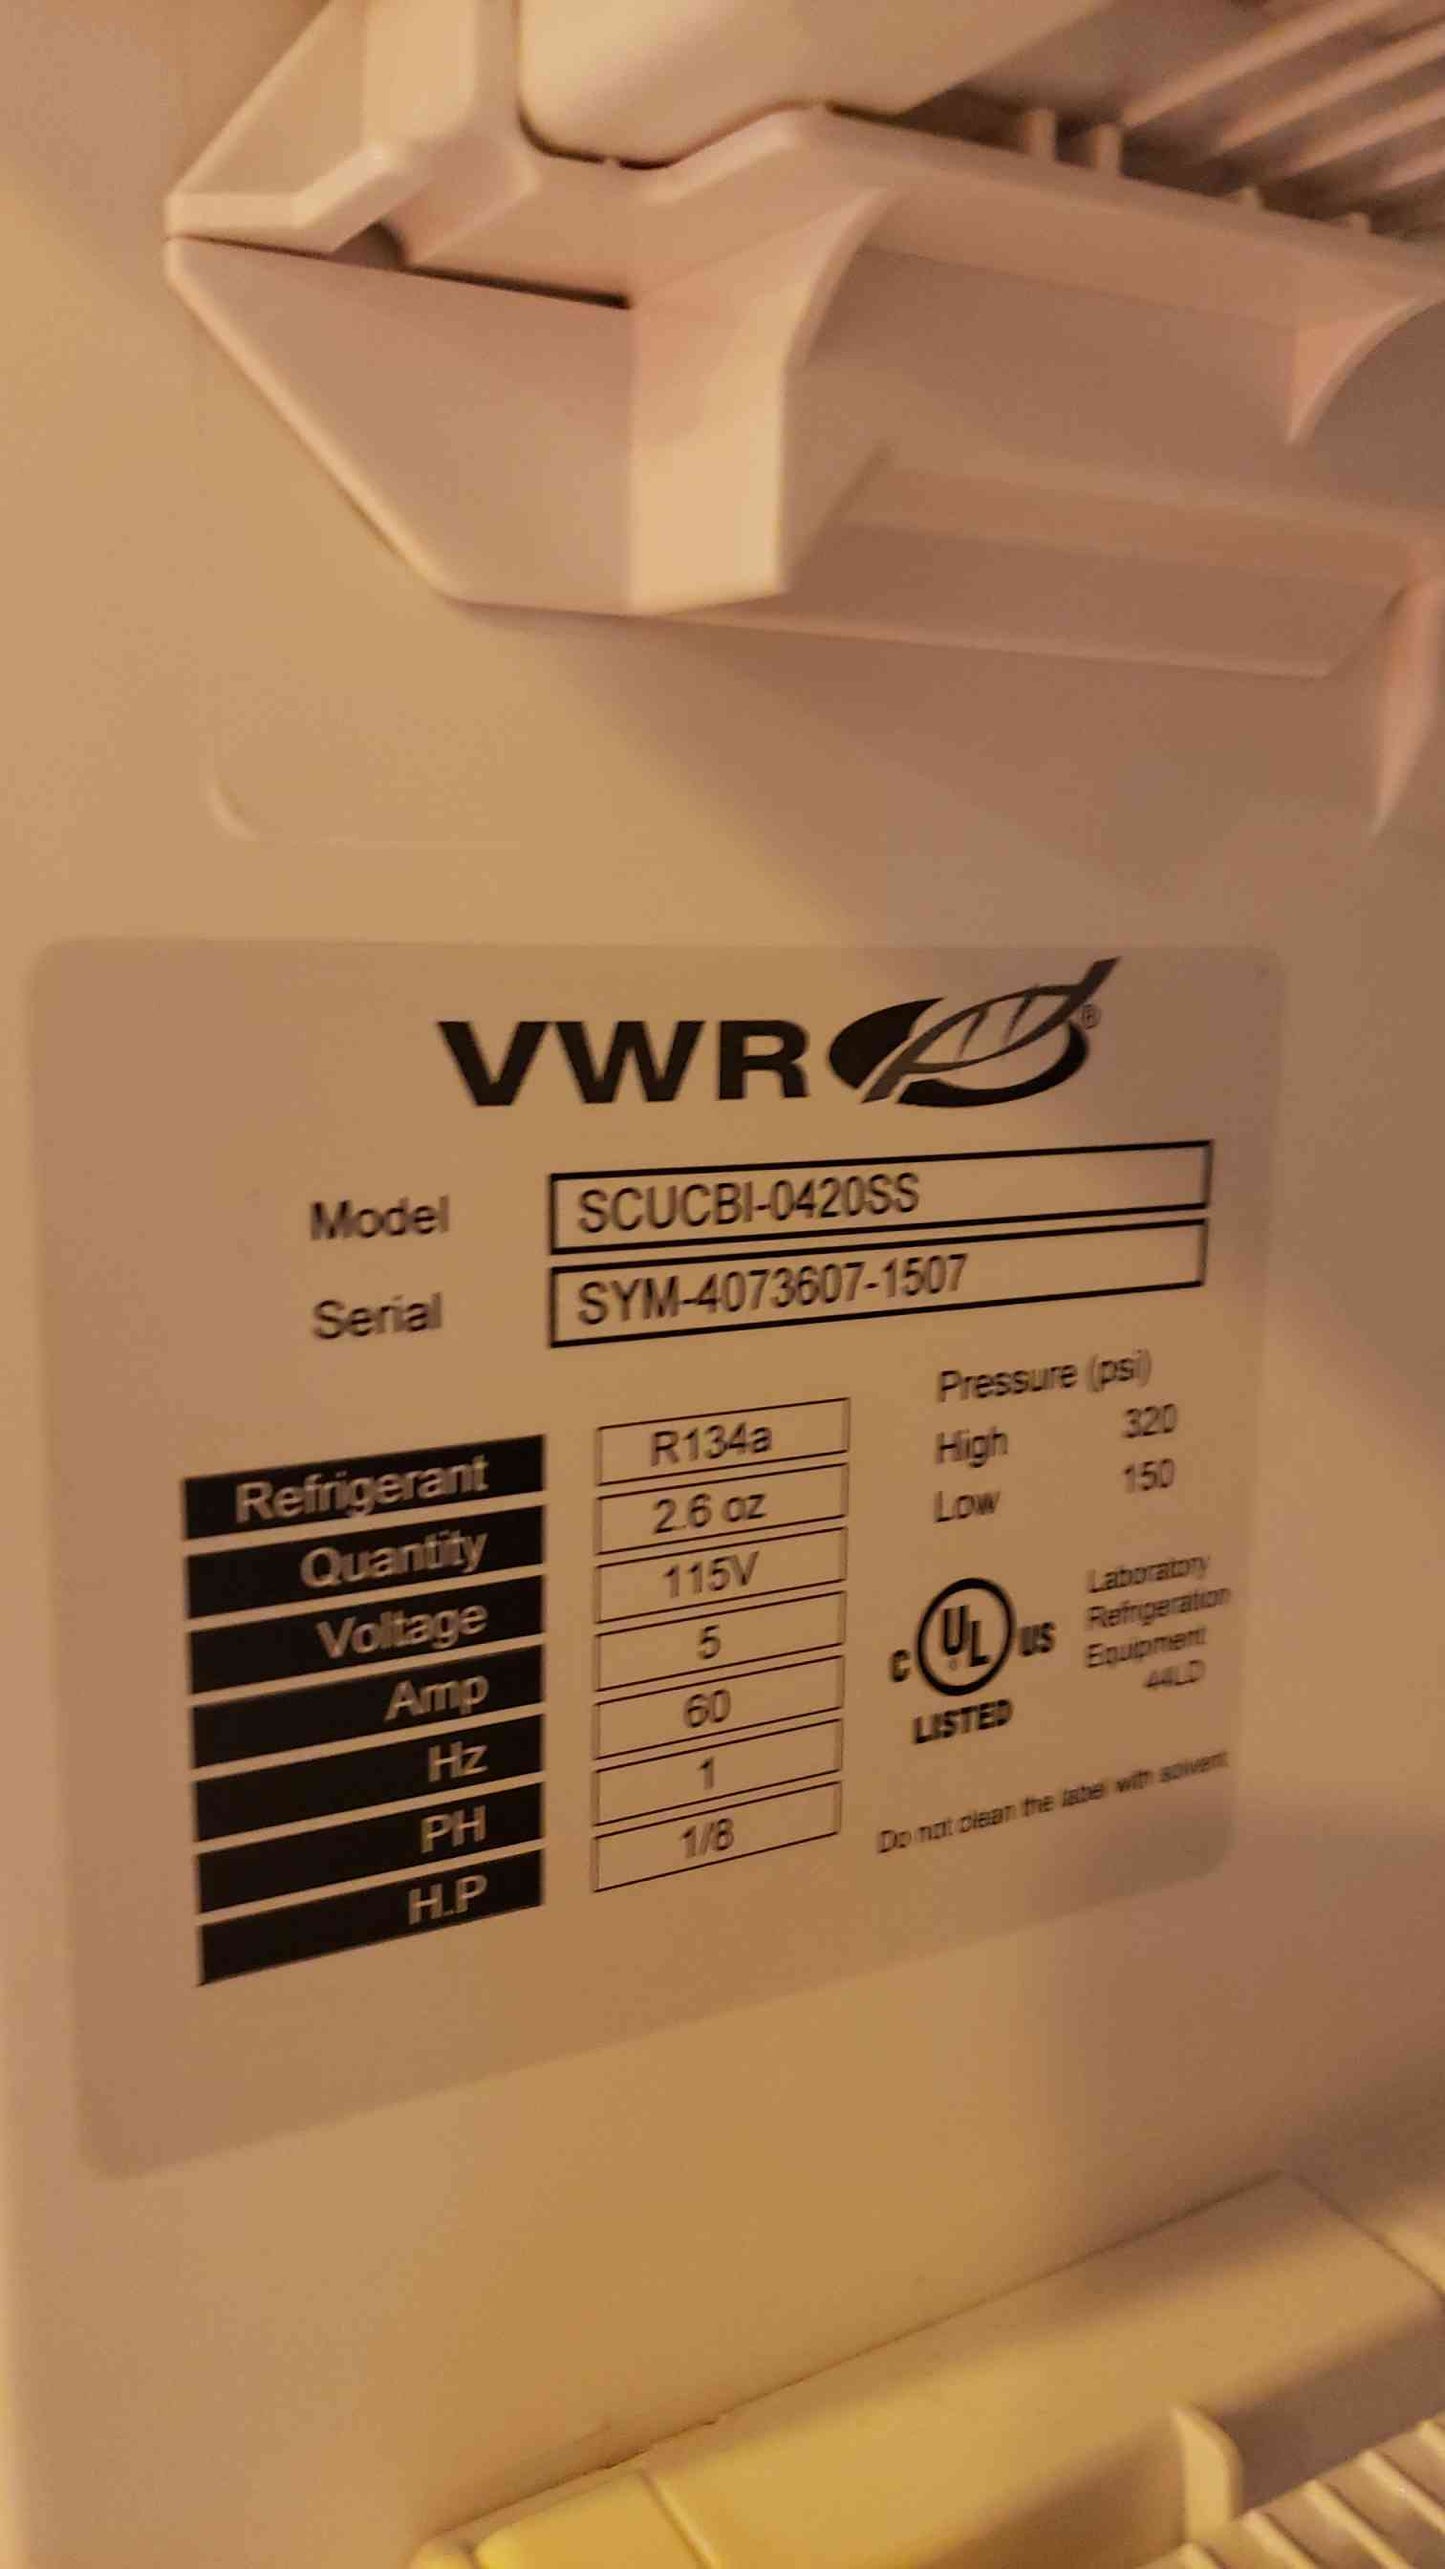 VWR®
Model SCUCBI-0420SS
Serial SYM-4073607-1507
Pressure (psi)
High 320
Low 150
Refrigerant R134a
Quantity 2.6 oz
Voltage 115V
Amp 5
Hz 60
PH 1
H.P 1/8
C UL US
LISTED
Laboratory
Refrigeration
Equipment
44LD
Do not clean the label with solvent